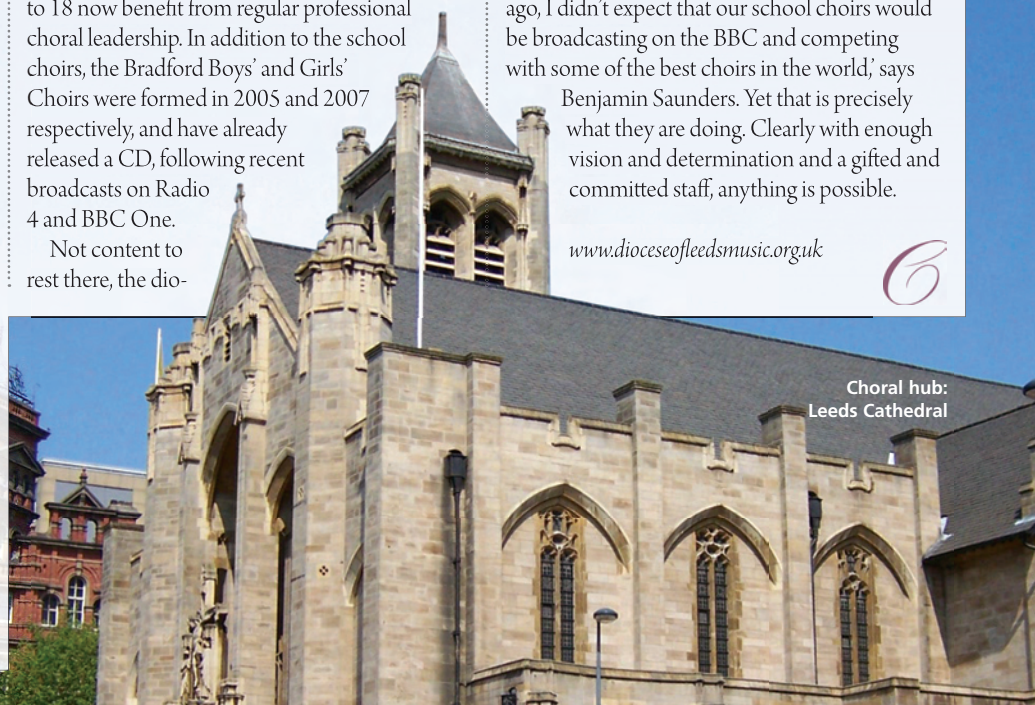 to 18 now benefit from regular professional
choral leadership. In addition to the school
choirs, the Bradford Boys’ and Girls’
Choirs were formed in 2005 and 2007
respectively, and have already
released a CD, following recent
broadcasts on Radio
4 and BBC One.
Not content to
rest there, the dio-
ago, I didn’t expect that our school choirs would
be broadcasting on the BBC and competing
with some of the best choirs in the world,’ says
Benjamin Saunders. Yet that is precisely
what they are doing. Clearly with enough
vision and determination and a gifted and
committed staff, anything is possible.
www.dioceseofleedsmusic.org.uk
C
Choral hub:
Leeds Cathedral